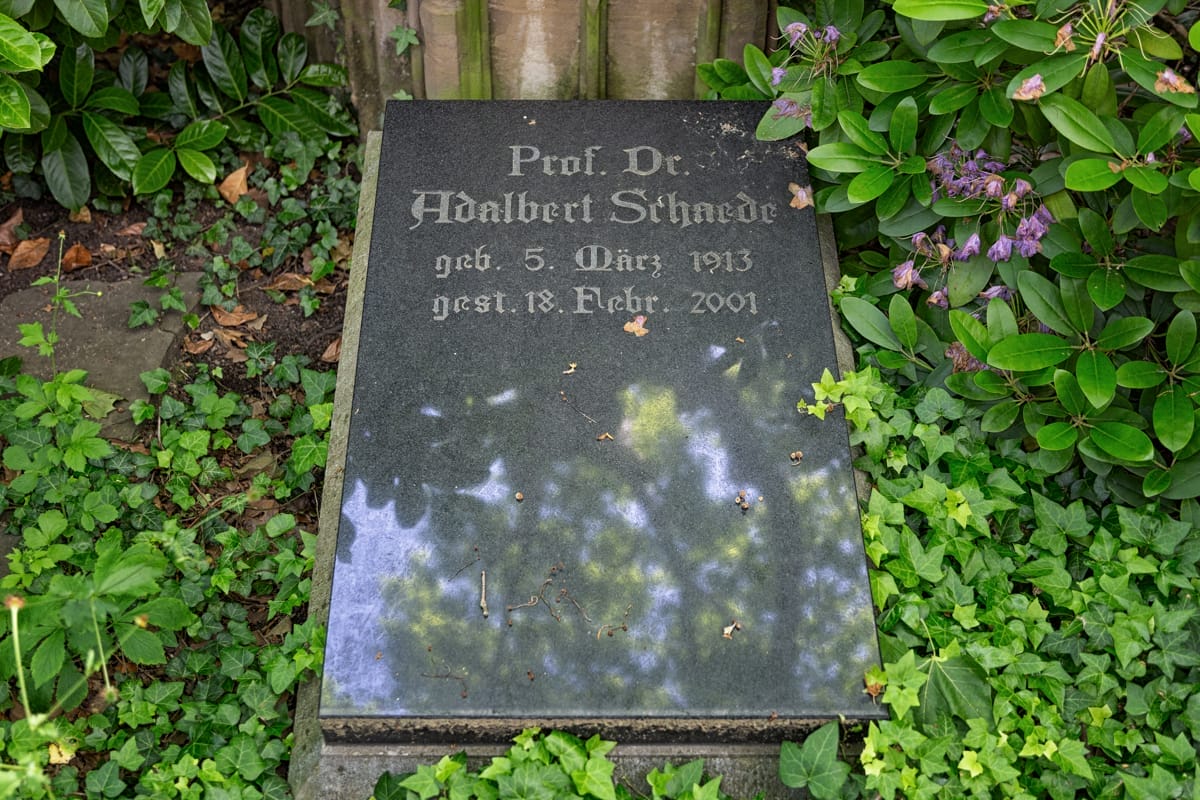 Prof. Dr.
Adalbert Schaede
geb. 5. März 1913
gest. 18. Febr. 2001